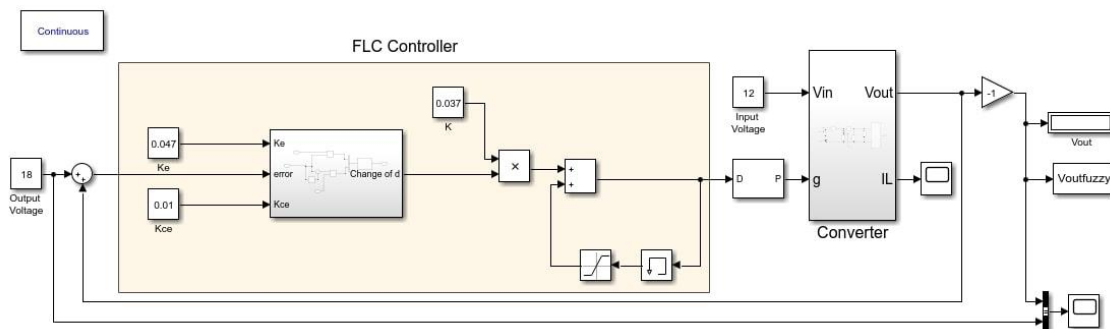 Continuous
FLC Controller
0.037
K
0.047
Ke
Ke
error
Kce
Change of d
0.01
Kce
18
Output
Voltage
+
+
×
+
+
12
Input
Voltage
Vin
Vout
g
IL
Converter
D
P
-1
Vout
Voutfuzzy